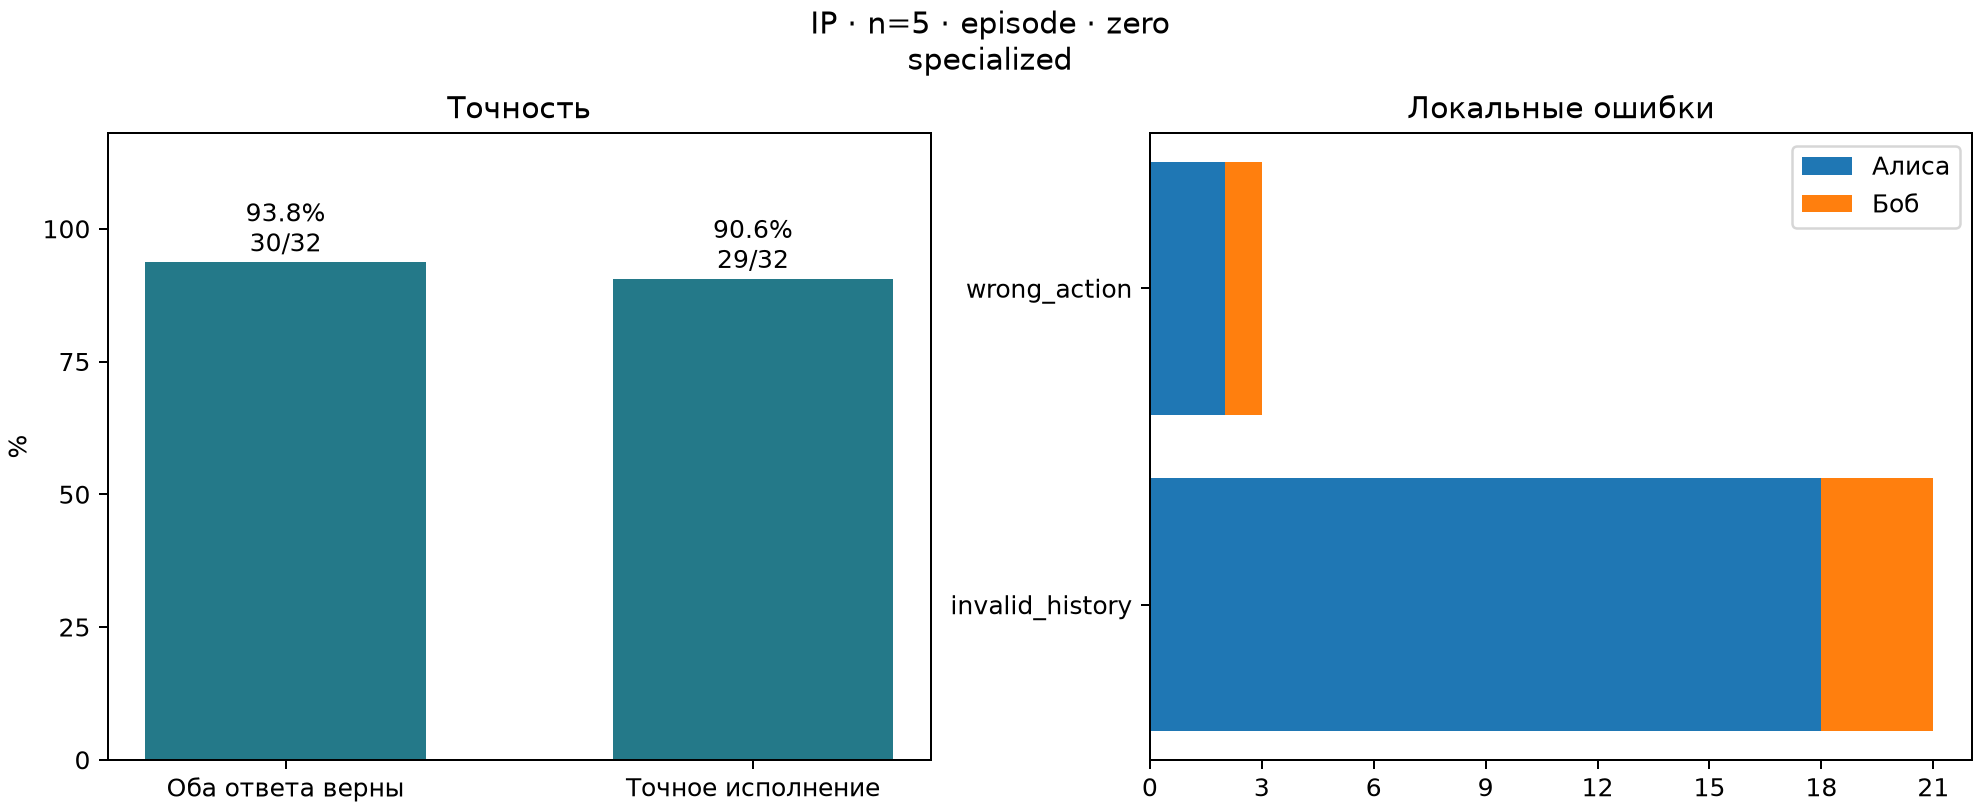 IP · n=5 · episode · zero
specialized
Точность
93.8%
30/32
90.6%
29/32
100
75
50
25
0
%
Оба ответа верны
Точное исполнение
Локальные ошибки
Алиса
Боб
wrong_action
invalid_history
0 3 6 9 12 15 18 21